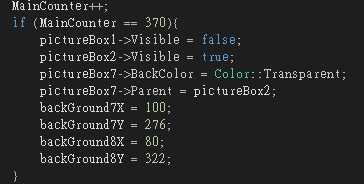 MainCounter++;
if (MainCounter == 370){
pictureBox1->Visible = false;
pictureBox2->Visible = true;
pictureBox7->BackColor = Color::Transparent;
pictureBox7->Parent = pictureBox2;
backGround7X = 100;
backGround7Y = 276;
backGround8X = 80;
backGround8Y = 322;
}